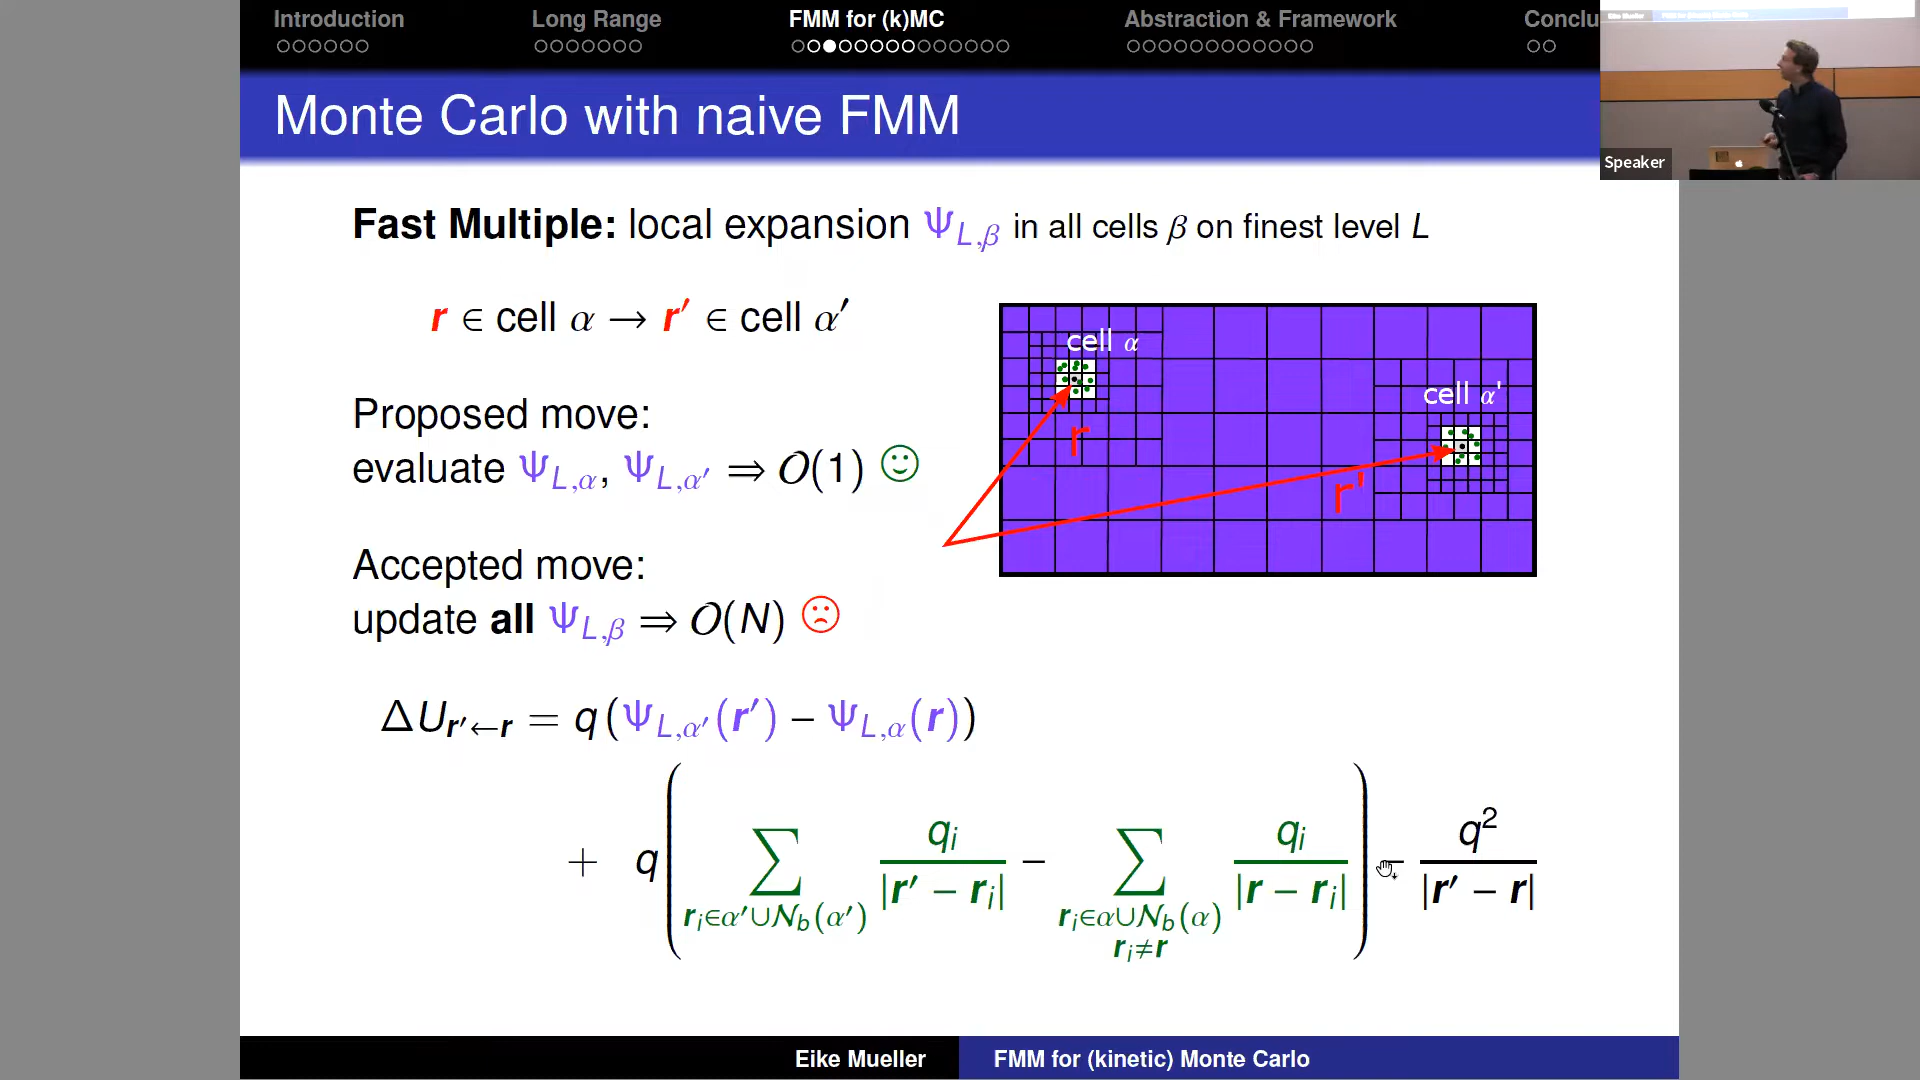 Introduction Long Range FMM for (k)MC Abstraction & Framework Conclu
Monte Carlo with naive FMM
Speaker
Fast Multiple: local expansion Ψ_{L,β} in all cells β on finest level L
r ∈ cell α → r′ ∈ cell α′
cell α
cell α'
r
r'
Proposed move:
evaluate Ψ_{L,α}, Ψ_{L,α′} ⇒ O(1)
Accepted move:
update all Ψ_{L,β} ⇒ O(N)
ΔU_{r′←r} = q(Ψ_{L,α′}(r′) − Ψ_{L,α}(r))
+ q( ∑_{r_i∈α′∪N_b(α′)} q_i / |r′ − r_i| − ∑_{r_i∈α∪N_b(α) r_i≠r} q_i / |r − r_i| ) − q² / |r′ − r|
Eike Mueller FMM for (kinetic) Monte Carlo